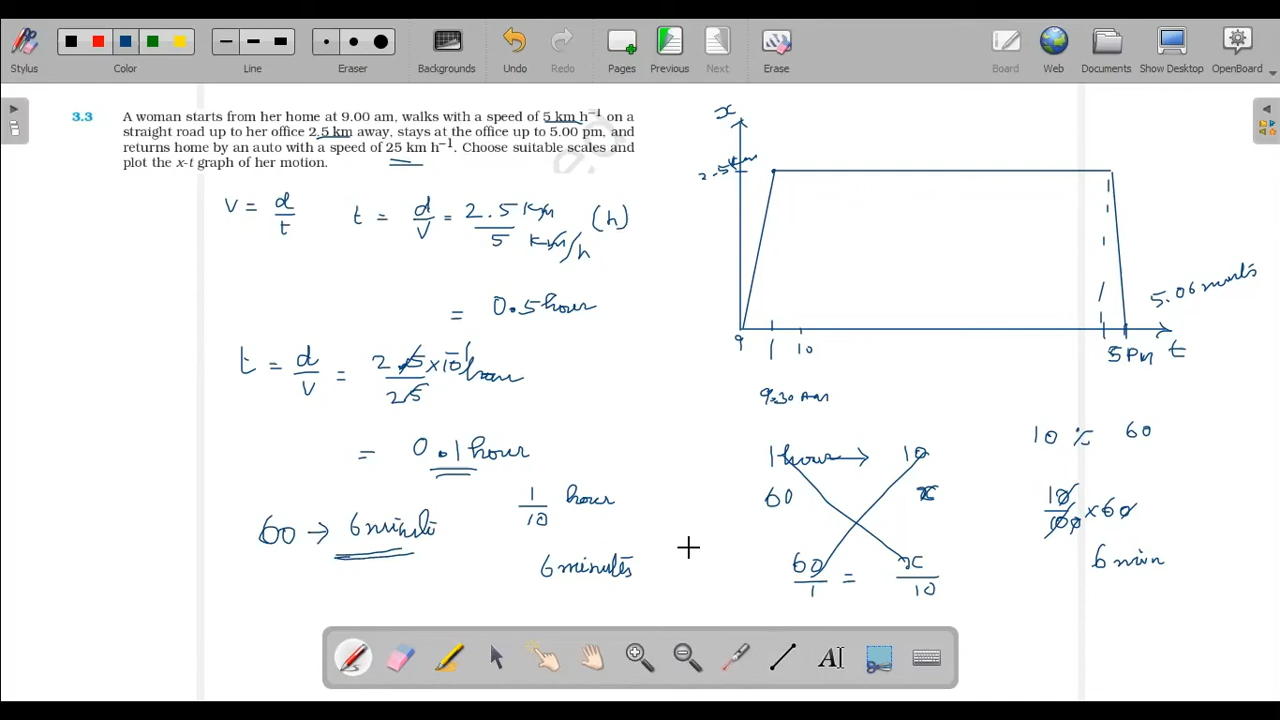 Stylus
Color
Line
Eraser
Backgrounds
Undo
Redo
Pages
Previous
Next
Erase
Board
Web
Documents
Show Desktop
OpenBoard
3.3 A woman starts from her home at 9.00 am, walks with a speed of 5 km h⁻¹ on a
straight road up to her office 2.5 km away, stays at the office up to 5.00 pm, and
returns home by an auto with a speed of 25 km h⁻¹. Choose suitable scales and
plot the x-t graph of her motion.
v = d/t t = d/v = 2.5 km / 5 km/h (h)
= 0.5 hour
t = d/v = 2.5 × 10⁻¹ / 25 hour
= 0.1 hour
1/10 hour
60 → 6 minute
6 minutes
x
2.5 km
9 10 5 PM t
9.30 AM
1 hour → 10
60 x
60/1 = x/10
10 % 60
10/100 × 60
6 min